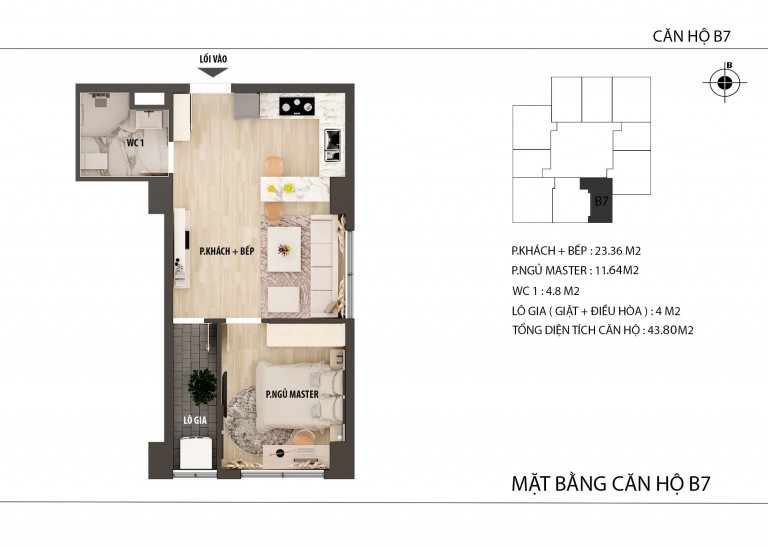 CĂN HỘ B7
LỐI VÀO
B
WC 1
B7
P.KHÁCH + BẾP
P.KHÁCH + BẾP : 23.36 M2
P.NGỦ MASTER : 11.64M2
WC 1 : 4.8 M2
LÔ GIA ( GIẶT + ĐIỀU HÒA ) : 4 M2
TỔNG DIỆN TÍCH CĂN HỘ : 43.80M2
P.NGỦ MASTER
LÔ GIA
MẶT BẰNG CĂN HỘ B7